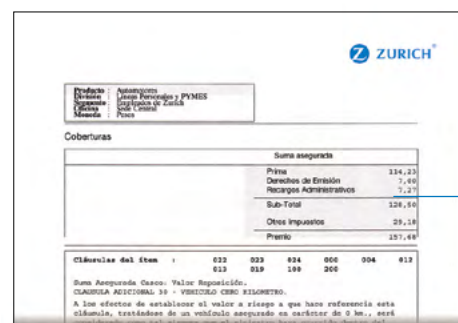 ZURICH
Producto : Automotores
División : Líneas Personales y PYMES
Segmento : Empleados de Zurich
Oficina : Sede Central
Moneda : Pesos
Coberturas
Suma asegurada
Prima 114,23
Derechos de Emisión 7,00
Recargos Administrativos 7,27
Sub-Total 128,50
Otros Impuestos 29,18
Premio 157,68
Cláusulas del ítem : 022 023 024 006 004 012
013 019 108 200
Suma Asegurada Casco: Valor Reposición.
CLAUSULA ADICIONAL 30 - VEHICULO CERO KILOMETRO.
A los efectos de establecer el valor a riesgo a que hace referencia esta
cláusula, tratándose de un vehículo asegurado en carácter de 0 km., será